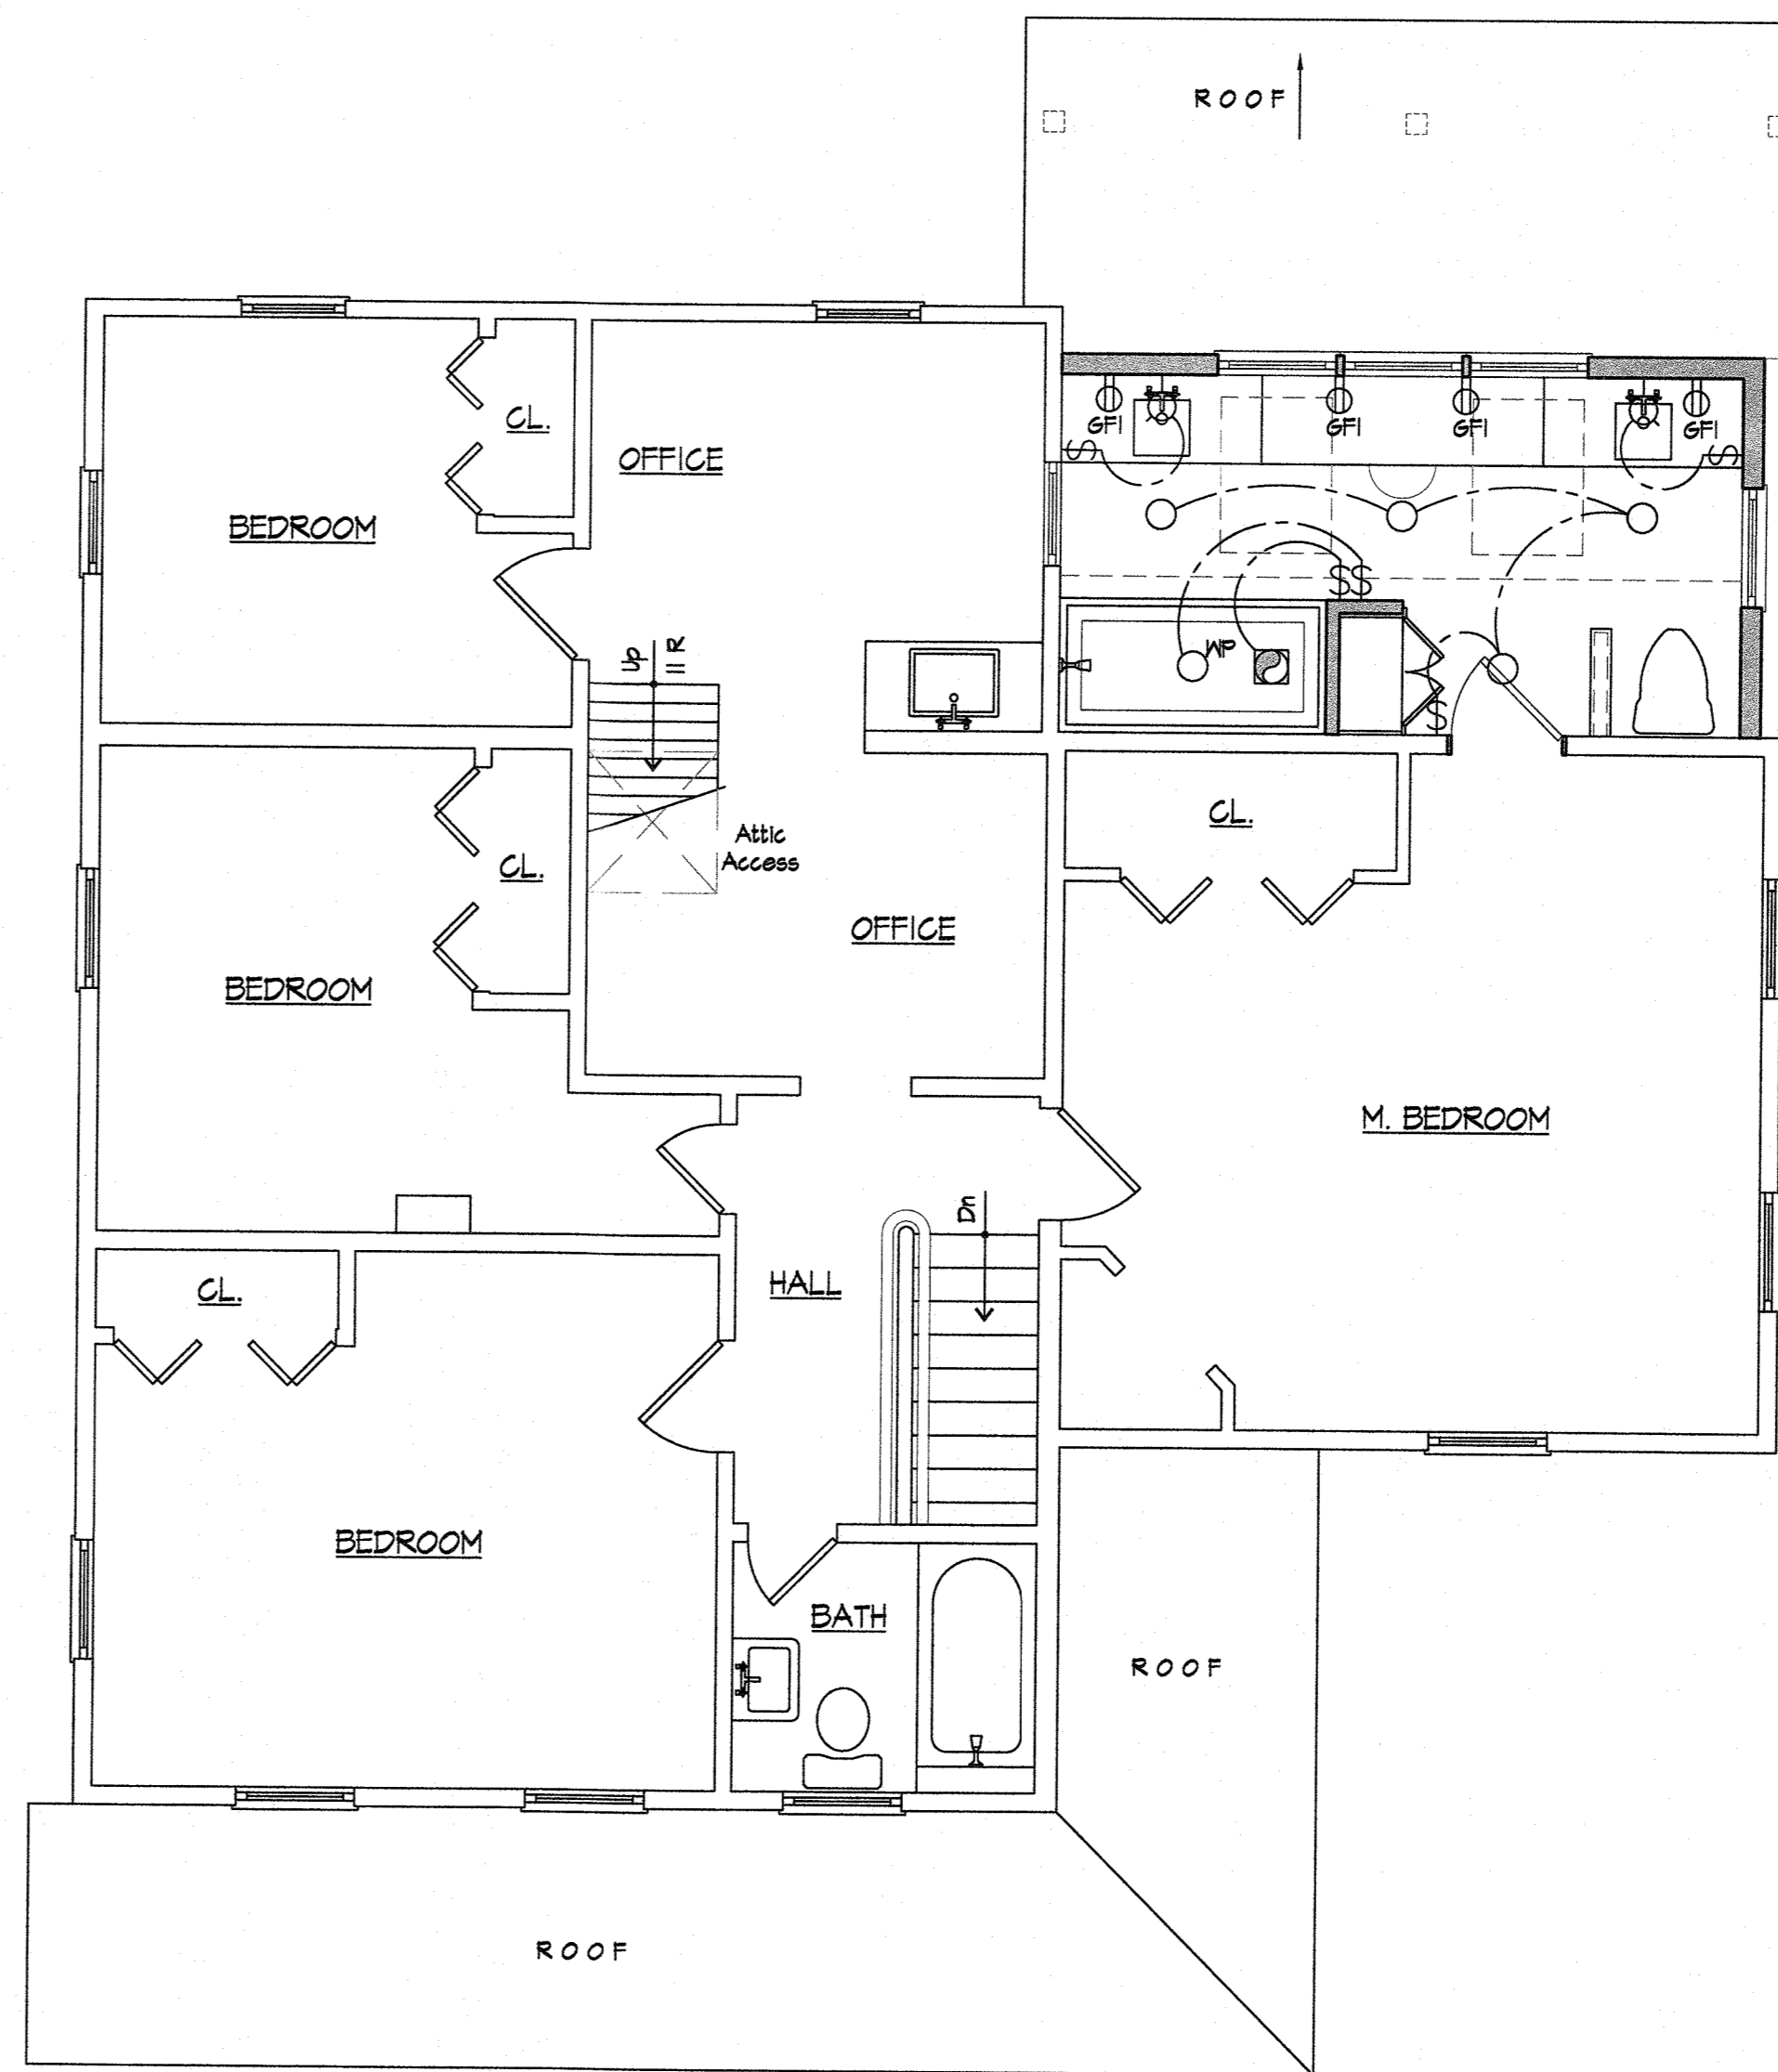 ROOF
GFI
GFI
GFI
GFI
$
$
CL.
OFFICE
BEDROOM
$$
Up
11 R
WP
$
CL.
Attic
Access
CL.
OFFICE
BEDROOM
M. BEDROOM
Dn
HALL
CL.
BEDROOM
BATH
ROOF
ROOF